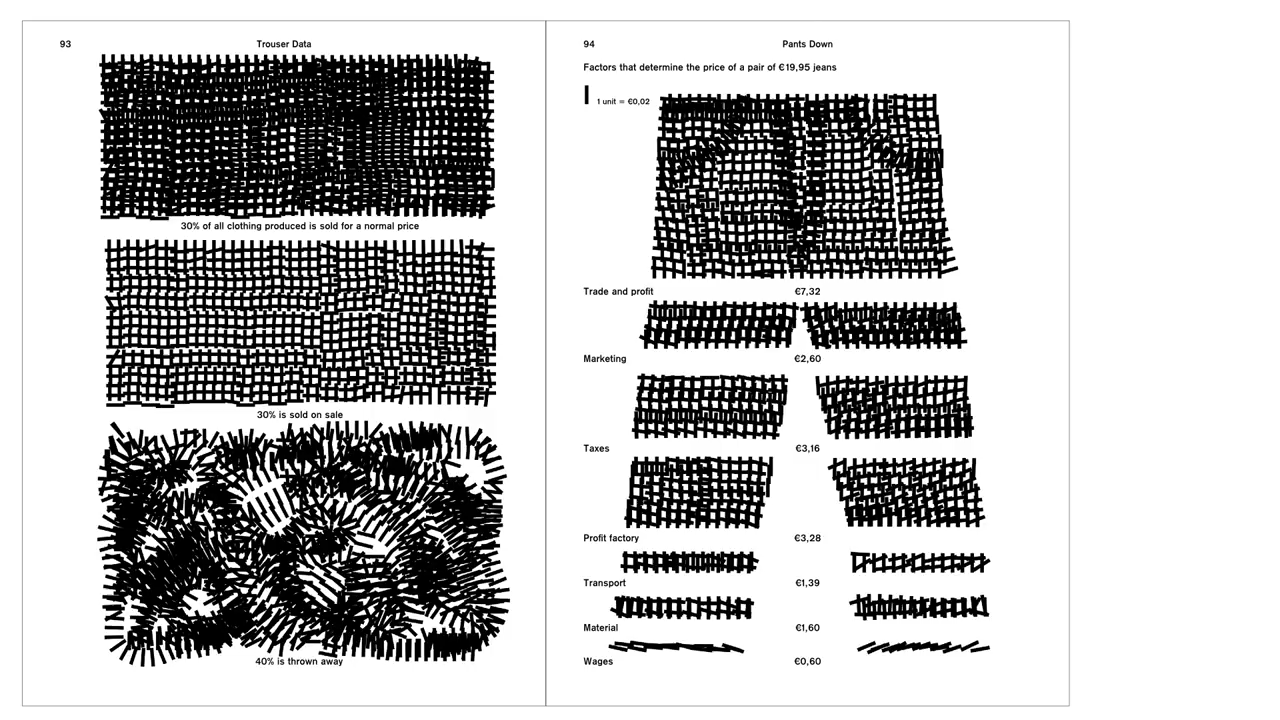 93
Trouser Data
30% of all clothing produced is sold for a normal price
30% is sold on sale
40% is thrown away
94
Pants Down
Factors that determine the price of a pair of €19,95 jeans
1 unit = €0,02
Trade and profit €7,32
Marketing €2,60
Taxes €3,16
Profit factory €3,28
Transport €1,39
Material €1,60
Wages €0,60